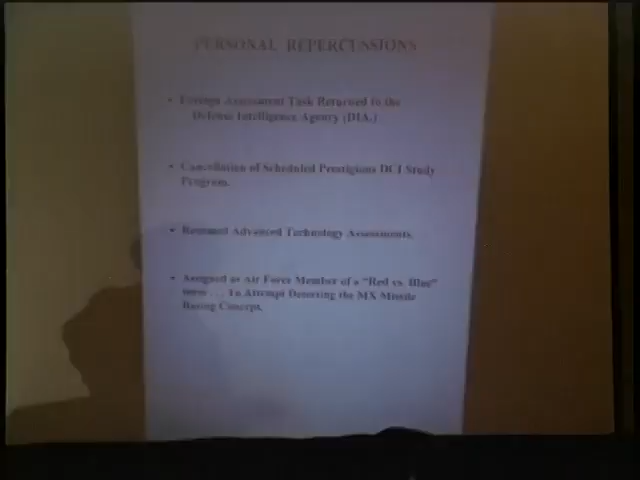 PERSONAL REPERCUSSIONS
• Foreign Assessment Task Returned to the
Defense Intelligence Agency (DIA.)
• Cancellation of Scheduled Prestigious DCI Study
Program.
• Resumed Advanced Technology Assessments.
• Assigned as Air Force Member of a "Red vs. Blue"
. . . To Attempt Defeating the MX Missile
Basing Concept.